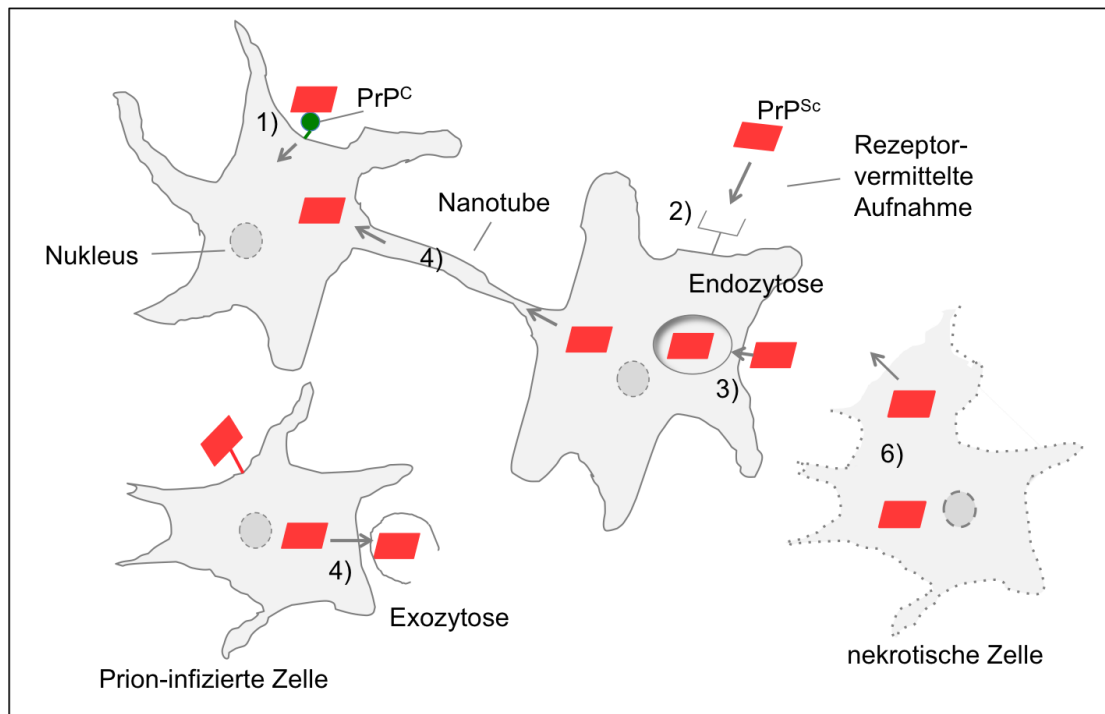 PrP^C
1)
PrP^Sc
Rezeptor-
vermittelte
Aufnahme
Nanotube
2)
Nukleus
4)
Endozytose
3)
6)
4)
Exozytose
Prion-infizierte Zelle
nekrotische Zelle